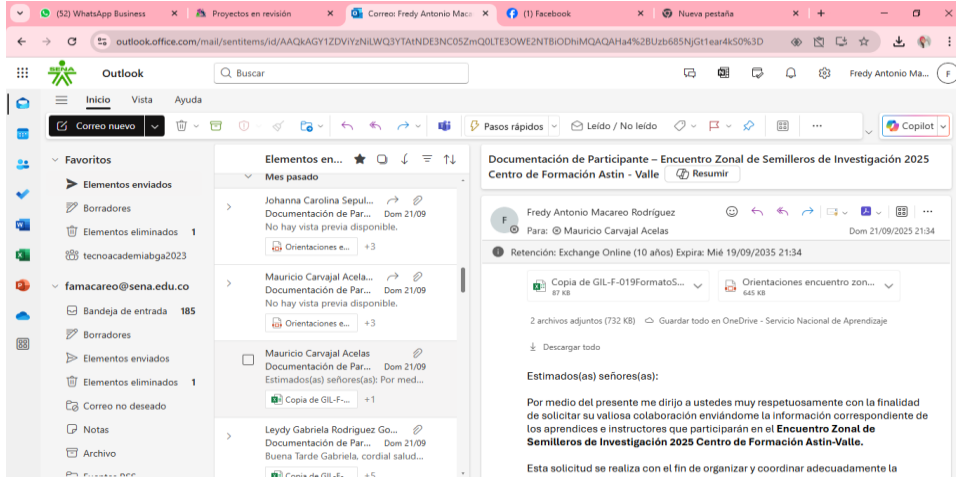 (52) WhatsApp Business
Proyectos en revisión
Correo: Fredy Antonio Mace
(1) Facebook
Nueva pestaña
outlook.office.com/mail/sentitems/id/AAQkAGY1ZDViYzNiLWQ3YTAtNDE3NC05ZmQ0LTE3OWE2NTBiODhiMQAQAHa4%2BUzb685NjGt1ear4kS0%3D
SENA
Outlook
Buscar
Fredy Antonio Ma...
F
Inicio
Vista
Ayuda
Correo nuevo
Pasos rápidos
Leído / No leído
Copilot
Favoritos
Elementos enviados
Borradores
Elementos eliminados 1
tecnoacademiabga2023
famacareo@sena.edu.co
Bandeja de entrada 185
Borradores
Elementos enviados
Elementos eliminados 1
Correo no deseado
Notas
Archivo
Elementos en...
Mes pasado
Johanna Carolina Sepul...
Documentación de Par... Dom 21/09
No hay vista previa disponible.
Orientaciones e... +3
Mauricio Carvajal Acela...
Documentación de Par... Dom 21/09
No hay vista previa disponible.
Orientaciones e... +3
Mauricio Carvajal Acelas
Documentación de Par... Dom 21/09
Estimados(as) señores(as): Por med...
Copia de GIL-F-... +1
Leydy Gabriela Rodriguez Go...
Documentación de Par... Dom 21/09
Buena Tarde Gabriela, cordial salud...
Copia de GIL-F-... +5
Documentación de Participante – Encuentro Zonal de Semilleros de Investigación 2025
Centro de Formación Astin - Valle
Resumir
F
Fredy Antonio Macareo Rodríguez
Para: Mauricio Carvajal Acelas
Dom 21/09/2025 21:34
Retención: Exchange Online (10 años) Expira: Mié 19/09/2035 21:34
Copia de GIL-F-019FormatoS...
87 KB
Orientaciones encuentro zon...
645 KB
2 archivos adjuntos (732 KB) Guardar todo en OneDrive - Servicio Nacional de Aprendizaje
Descargar todo
Estimados(as) señores(as):
Por medio del presente me dirijo a ustedes muy respetuosamente con la finalidad
de solicitar su valiosa colaboración enviándome la información correspondiente de
los aprendices e instructores que participarán en el Encuentro Zonal de
Semilleros de Investigación 2025 Centro de Formación Astin-Valle.
Esta solicitud se realiza con el fin de organizar y coordinar adecuadamente la